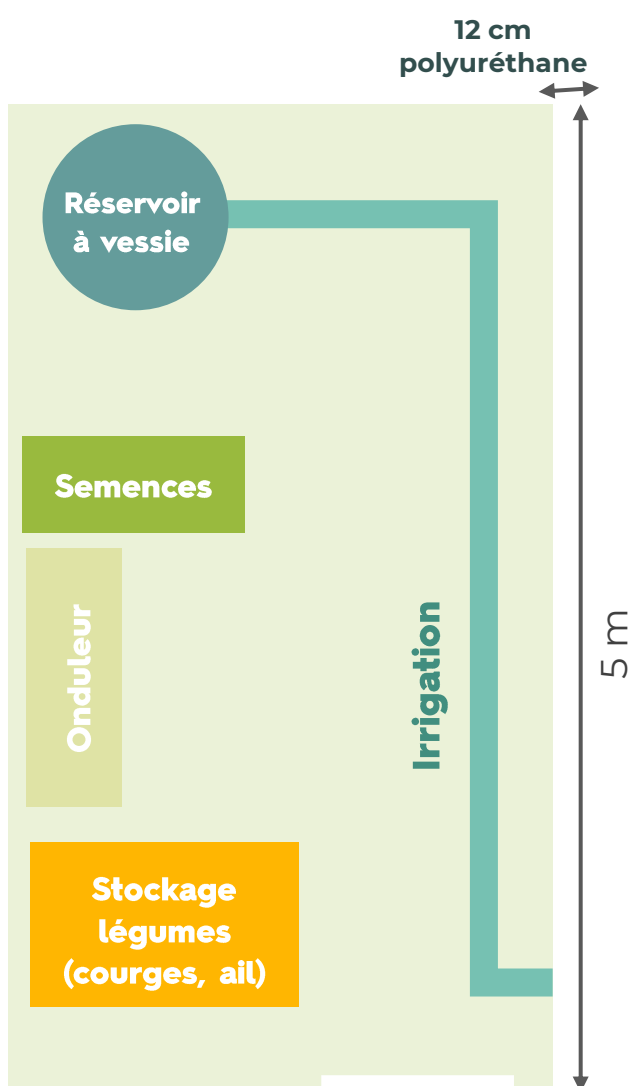 12 cm
polyuréthane
Réservoir
à vessie
Semences
Onduleur
Irrigation
5 m
Stockage
légumes
(courges, ail)